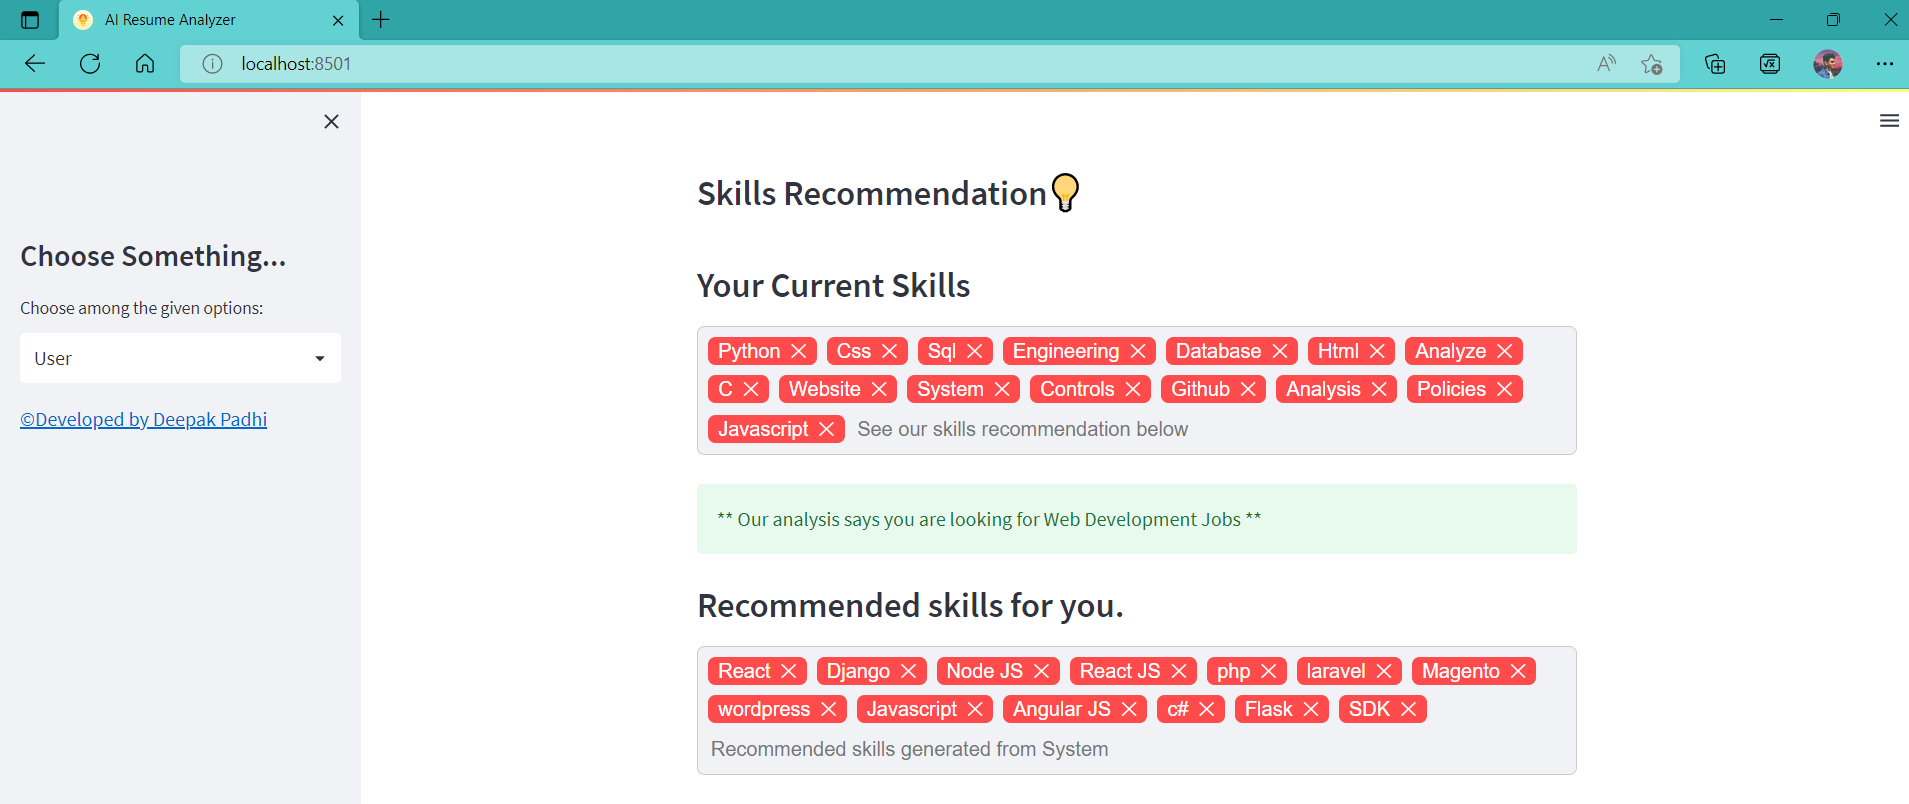 AI Resume Analyzer
localhost:8501
Choose Something...
Choose among the given options:
User
©Developed by Deepak Padhi
Skills Recommendation
Your Current Skills
Python Css Sql Engineering Database Html Analyze
C Website System Controls Github Analysis Policies
Javascript See our skills recommendation below
** Our analysis says you are looking for Web Development Jobs **
Recommended skills for you.
React Django Node JS React JS php laravel Magento
wordpress Javascript Angular JS c# Flask SDK
Recommended skills generated from System